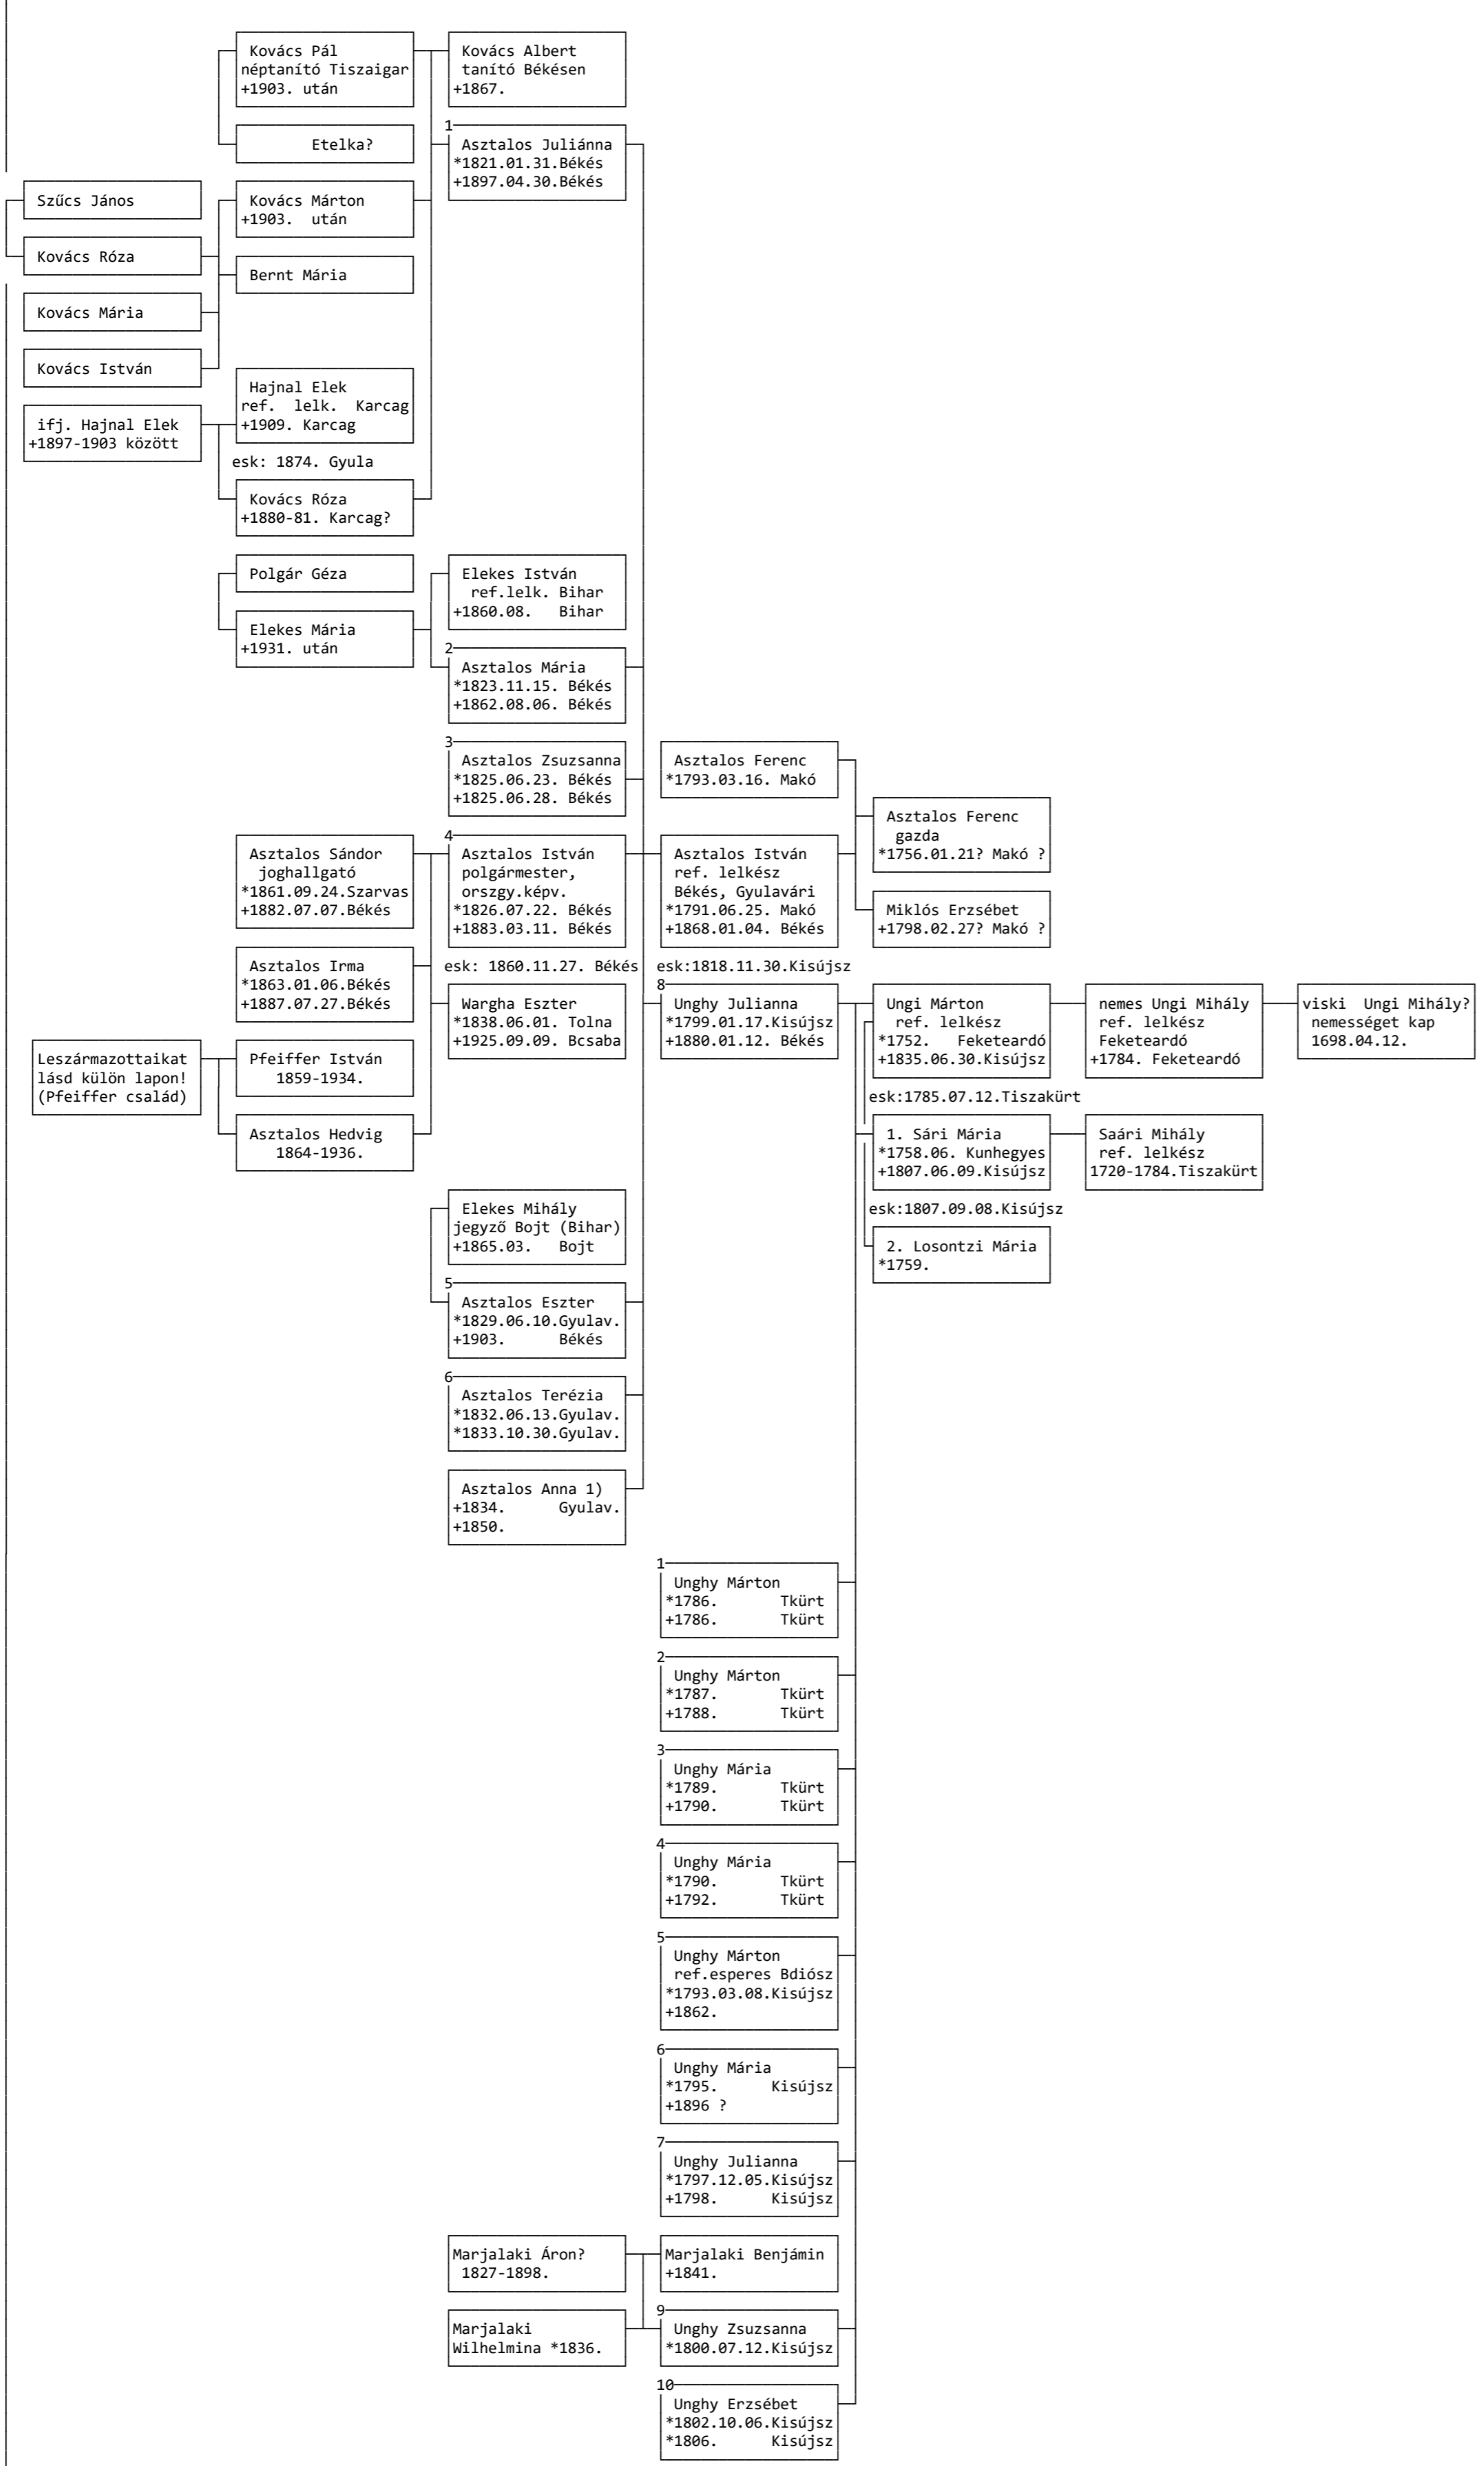 Kovács Pál
néptanító Tiszaigar
+1903. után
Kovács Albert
tanító Békésen
+1867.
Etelka?
1
Asztalos Juliánna
*1821.01.31.Békés
+1897.04.30.Békés
Szűcs János
Kovács Márton
+1903. után
Kovács Róza
Bernt Mária
Kovács Mária
Kovács István
Hajnal Elek
ref. lelk. Karcag
+1909. Karcag
ifj. Hajnal Elek
+1897-1903 között
esk: 1874. Gyula
Kovács Róza
+1880-81. Karcag?
Polgár Géza
Elekes István
ref.lelk. Bihar
+1860.08. Bihar
Elekes Mária
+1931. után
2
Asztalos Mária
*1823.11.15. Békés
+1862.08.06. Békés
3
Asztalos Zsuzsanna
*1825.06.23. Békés
+1825.06.28. Békés
Asztalos Ferenc
*1793.03.16. Makó
Asztalos Ferenc
gazda
*1756.01.21? Makó ?
Asztalos Sándor
joghallgató
*1861.09.24.Szarvas
+1882.07.07.Békés
4
Asztalos István
polgármester,
orszgy.képv.
*1826.07.22. Békés
+1883.03.11. Békés
Asztalos István
ref. lelkész
Békés, Gyulavári
*1791.06.25. Makó
+1868.01.04. Békés
Miklós Erzsébet
+1798.02.27? Makó ?
Asztalos Irma
*1863.01.06.Békés
+1887.07.27.Békés
esk: 1860.11.27. Békés
esk:1818.11.30.Kisújsz
Wargha Eszter
*1838.06.01. Tolna
+1925.09.09. Bcsaba
8
Unghy Julianna
*1799.01.17.Kisújsz
+1880.01.12. Békés
Ungi Márton
ref. lelkész
*1752. Feketeardó
+1835.06.30.Kisújsz
nemes Ungi Mihály
ref. lelkész
Feketeardó
+1784. Feketeardó
viski Ungi Mihály?
nemességet kap
1698.04.12.
Leszármazottaikat
lásd külön lapon!
(Pfeiffer család)
Pfeiffer István
1859-1934.
esk:1785.07.12.Tiszakürt
Asztalos Hedvig
1864-1936.
1. Sári Mária
*1758.06. Kunhegyes
+1807.06.09.Kisújsz
Saári Mihály
ref. lelkész
1720-1784.Tiszakürt
Elekes Mihály
jegyző Bojt (Bihar)
+1865.03. Bojt
esk:1807.09.08.Kisújsz
2. Losontzi Mária
*1759.
5
Asztalos Eszter
*1829.06.10.Gyulav.
+1903. Békés
6
Asztalos Terézia
*1832.06.13.Gyulav.
*1833.10.30.Gyulav.
Asztalos Anna 1)
+1834. Gyulav.
+1850.
1
Unghy Márton
*1786. Tkürt
+1786. Tkürt
2
Unghy Márton
*1787. Tkürt
+1788. Tkürt
3
Unghy Mária
*1789. Tkürt
+1790. Tkürt
4
Unghy Mária
*1790. Tkürt
+1792. Tkürt
5
Unghy Márton
ref.esperes Bdiósz
*1793.03.08.Kisújsz
+1862.
6
Unghy Mária
*1795. Kisújsz
+1896 ?
7
Unghy Julianna
*1797.12.05.Kisújsz
+1798. Kisújsz
Marjalaki Áron?
1827-1898.
Marjalaki Benjámin
+1841.
Marjalaki
Wilhelmina *1836.
9
Unghy Zsuzsanna
*1800.07.12.Kisújsz
10
Unghy Erzsébet
*1802.10.06.Kisújsz
*1806. Kisújsz